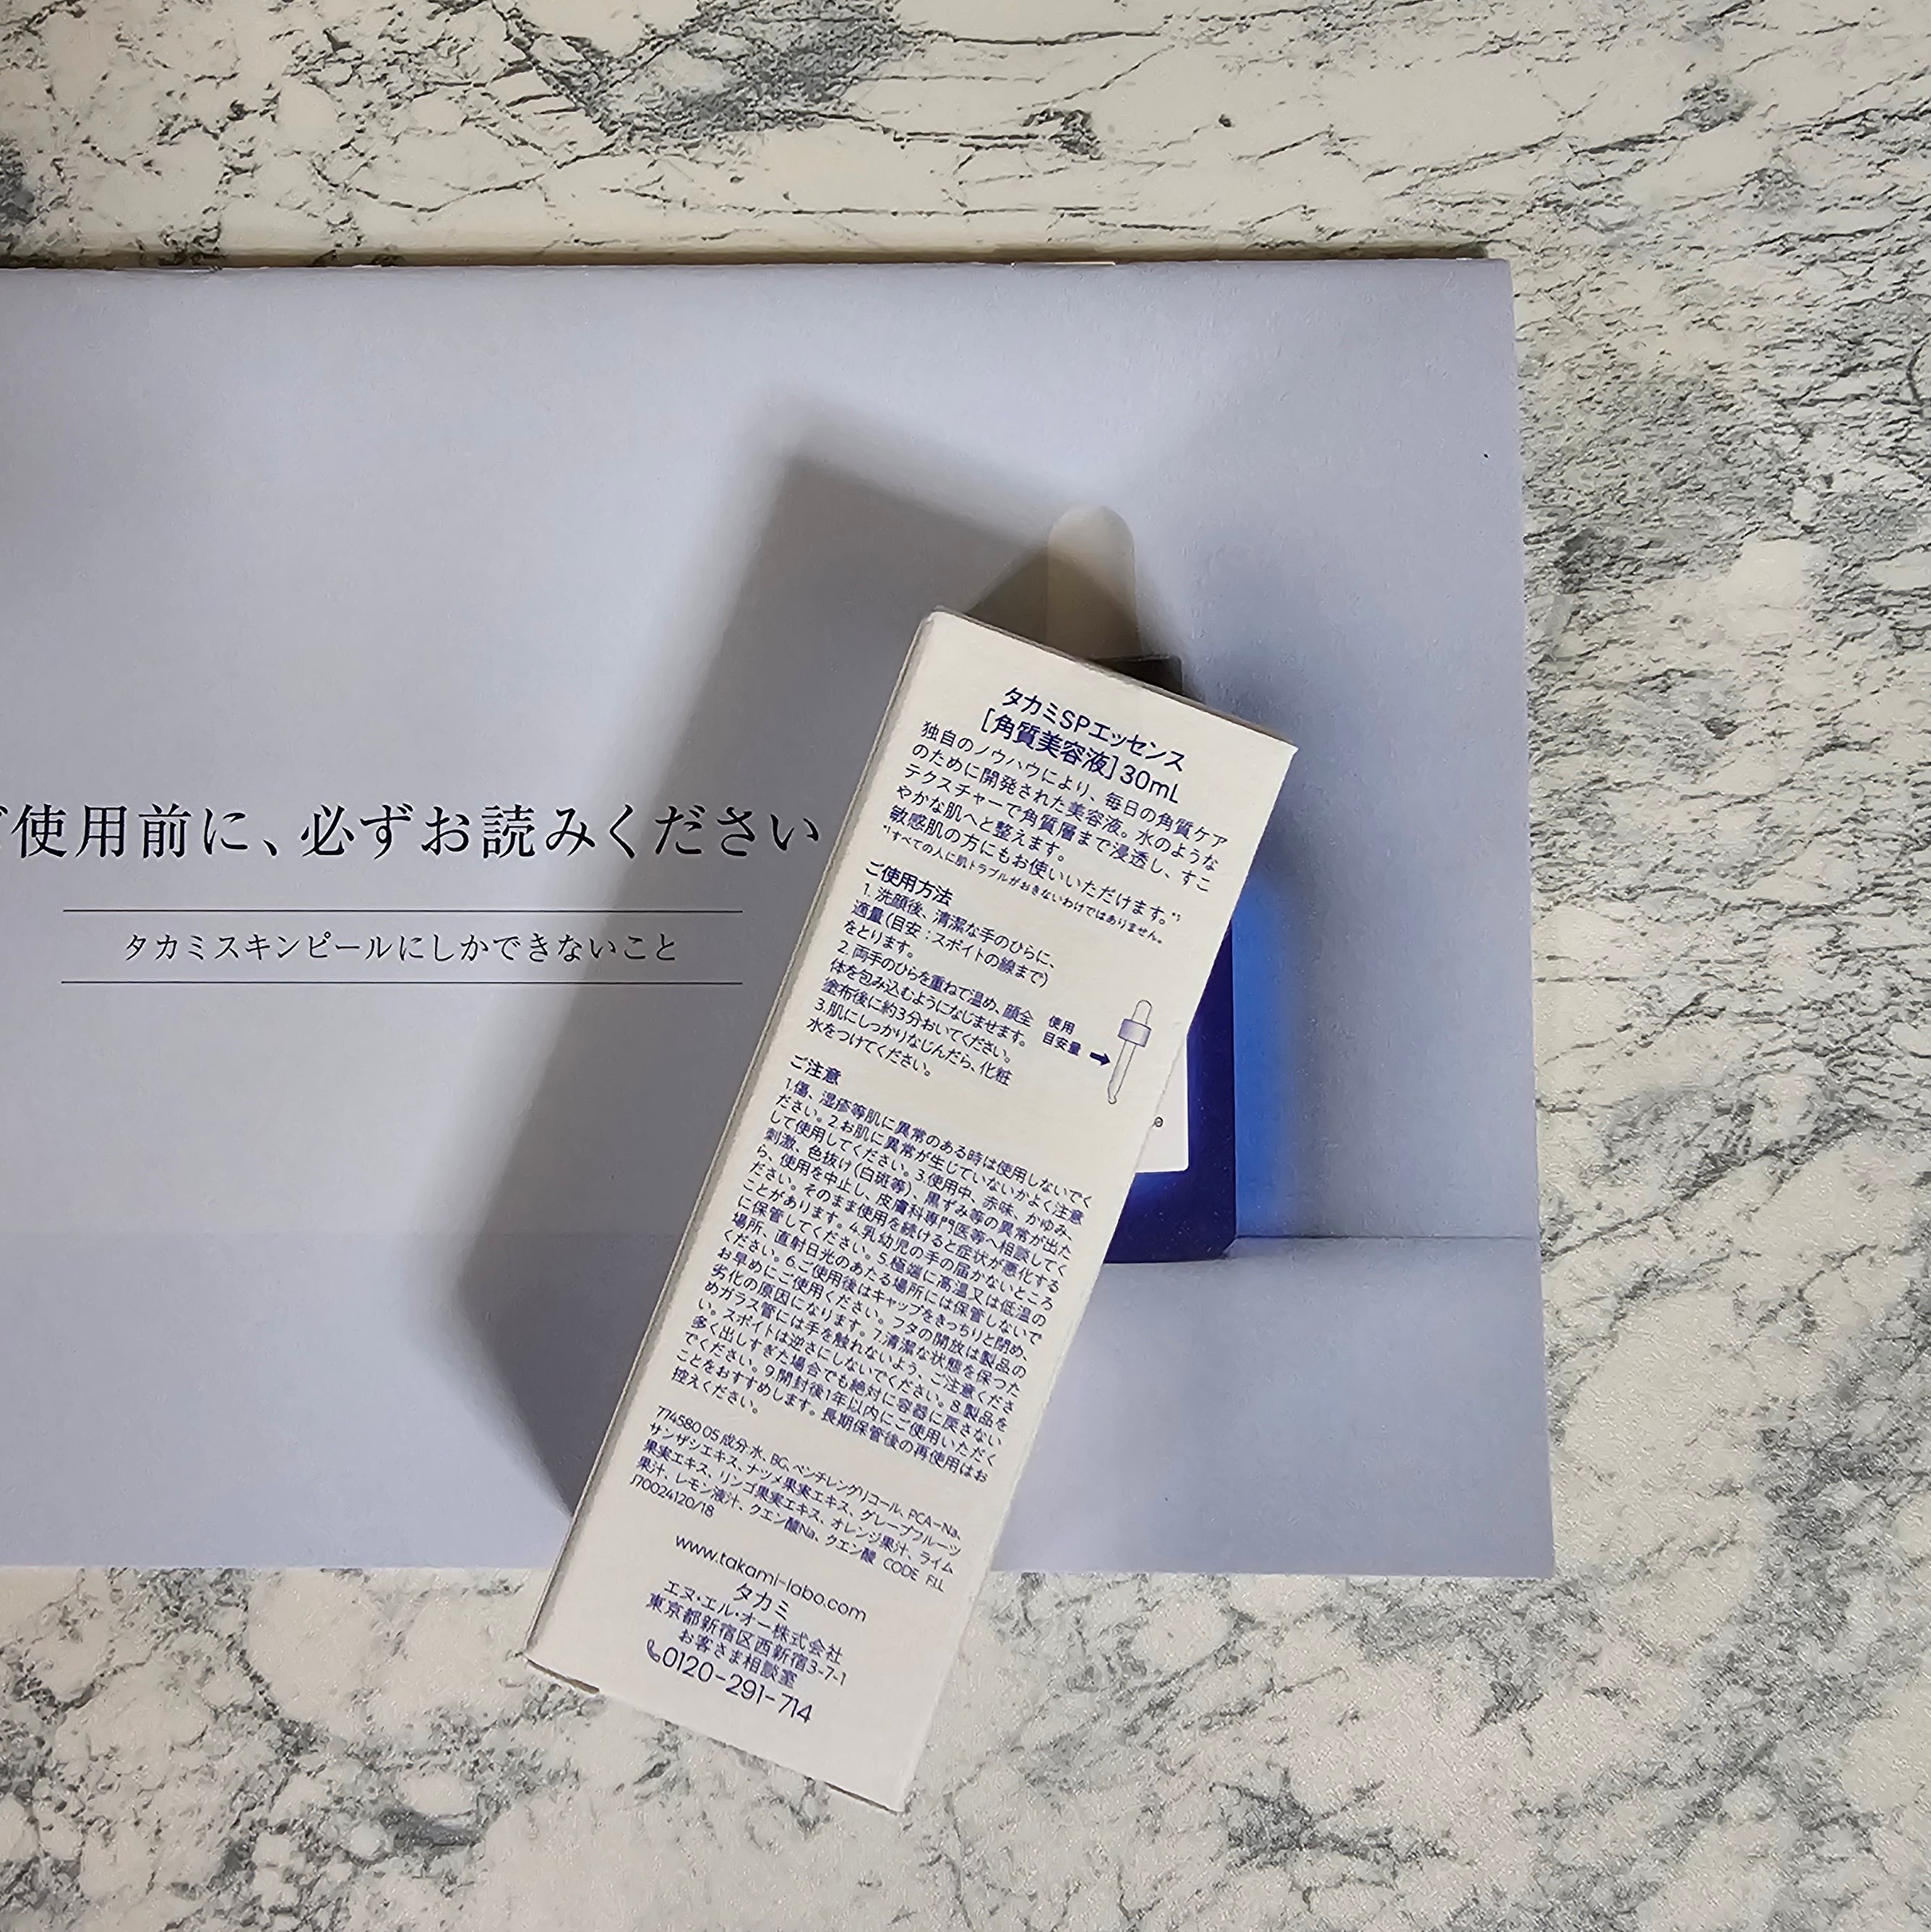 ご使用前に、必ずお読みください
タカミスキンピールにしかできないこと
タカミSPエッセンス
[角質美容液] 30mL
独自のノウハウにより、毎日の角質ケア
のために開発された美容液。水のような
テクスチャーで角質層まで浸透し、すこ
やかな肌へと整えます。
敏感肌の方にもお使いいただけます。*1
*1 すべての人に肌トラブルがおきないわけではありません。
ご使用方法
1. 洗顔後、清潔な手のひらに、
適量(目安:スポイトの線まで)
をとります。
2. 両手のひらを重ねて温め、顔全
体を包み込むようになじませます。
塗布後に約3分おいてください。
3. 肌にしっかりなじんだら、化粧
水をつけてください。
使用
目安量
ご注意
1.傷、湿疹等肌に異常のある時は使用しないでく
ださい。2.お肌に異常が生じていないかよく注意
して使用してください。3.使用中、赤味、かゆみ、
刺激、色抜け(白斑等)、黒ずみ等の異常が出た
ら、使用を中止し、皮膚科専門医等へ相談してく
ださい。そのまま使用を続けると症状が悪化する
ことがあります。4.乳幼児の手の届かないところ
に保管してください。5.極端に高温又は低温の
場所、直射日光のあたる場所には保管しないで
ください。6.ご使用後はキャップをきっちりと閉め、
お早めにご使用ください。フタの開放は製品の
劣化の原因になります。7.清潔な状態を保つた
めガラス管には手を触れないよう、ご注意くださ
い。スポイトは逆さにしないでください。8.製品を
多く出しすぎた場合でも絶対に容器に戻さない
でください。9.開封後1年以内にご使用いただく
ことをおすすめします。長期保管後の再使用はお
控えください。
774580 05 成分:水、BG、ペンチレングリコール、PCA-Na、
サンザシエキス、ナツメ果実エキス、グレープフルーツ
果実エキス、リンゴ果実エキス、オレンジ果汁、ライム
果汁、レモン液汁、クエン酸Na、クエン酸 CODE F.I.L
J70024120/18
www.takami-labo.com
タカミ
エヌ・エル・オー株式会社
東京都新宿区西新宿3-7-1
お客さま相談室
0120-291-714